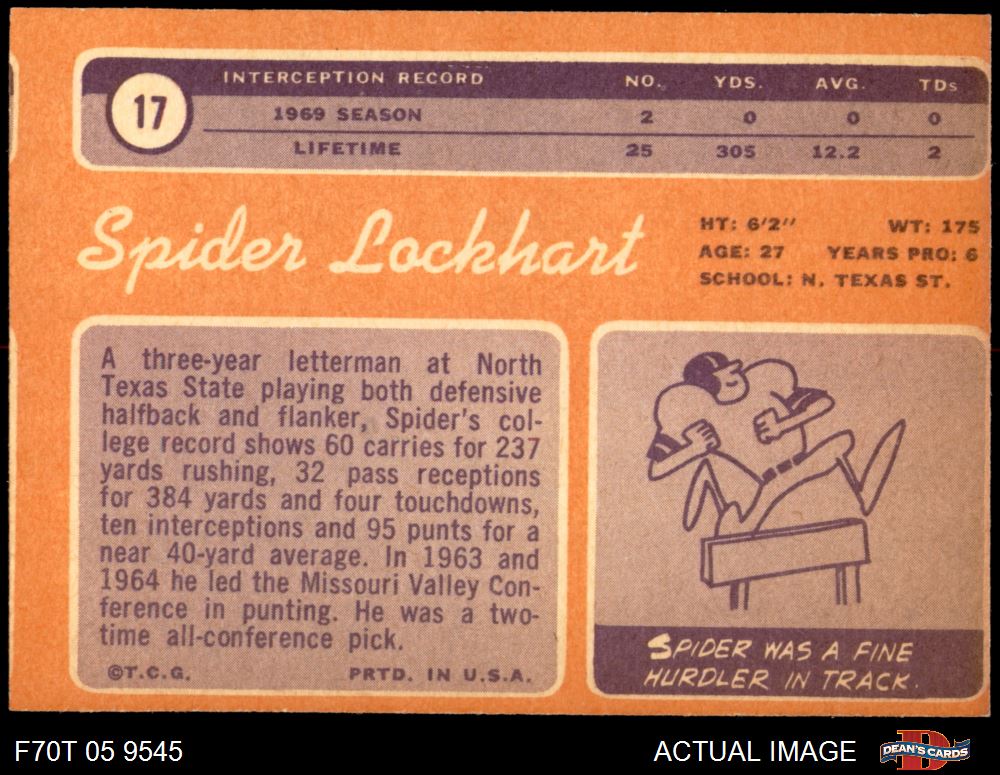 17
INTERCEPTION RECORD NO. YDS. AVG. TDs
1969 SEASON 2 0 0 0
LIFETIME 25 305 12.2 2
Spider Lockhart
HT: 6'2" WT: 175
AGE: 27 YEARS PRO: 6
SCHOOL: N. TEXAS ST.
A three-year letterman at North
Texas State playing both defensive
halfback and flanker, Spider's col-
lege record shows 60 carries for 237
yards rushing, 32 pass receptions
for 384 yards and four touchdowns,
ten interceptions and 95 punts for a
near 40-yard average. In 1963 and
1964 he led the Missouri Valley Con-
ference in punting. He was a two-
time all-conference pick.
©T.C.G. PRTD. IN U.S.A.
SPIDER WAS A FINE
HURDLER IN TRACK.
F70T 05 9545
ACTUAL IMAGE
D
DEAN'S CARDS